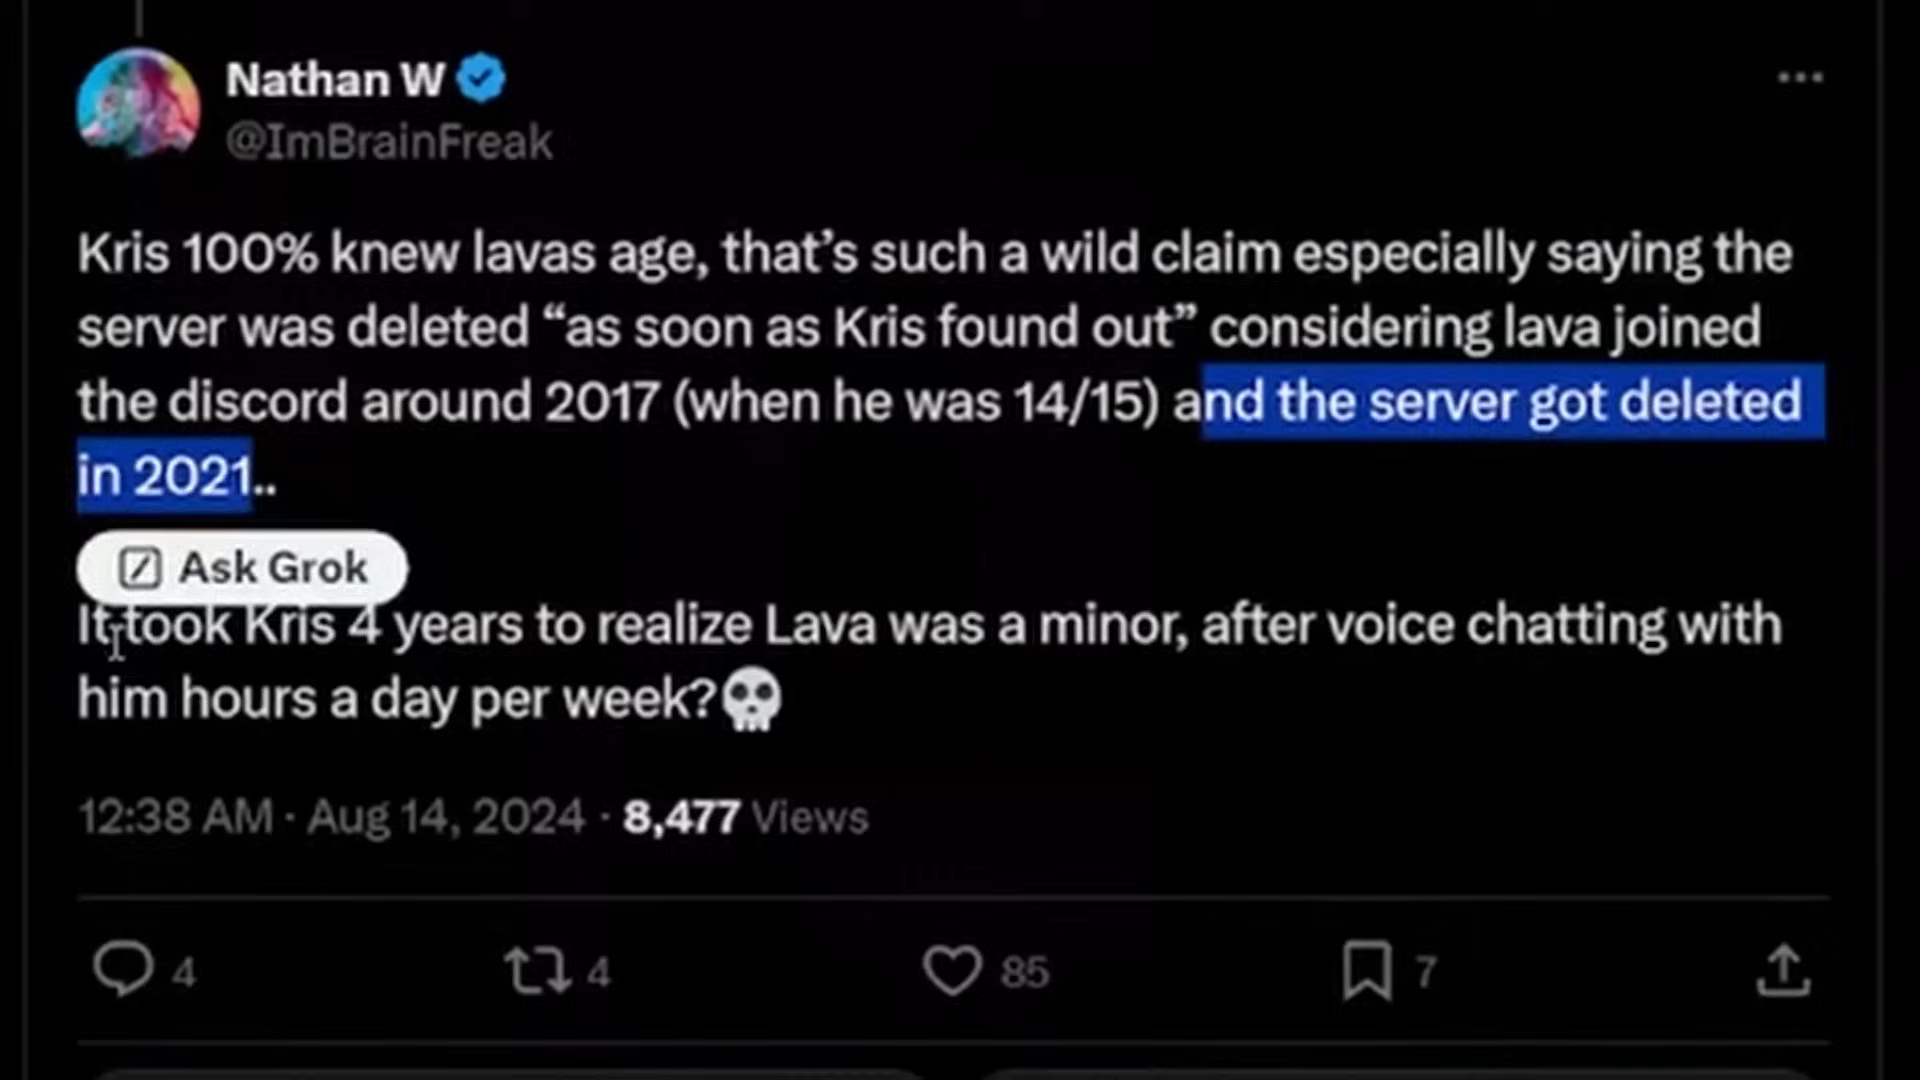 Nathan W
@ImBrainFreak
Kris 100% knew lavas age, that’s such a wild claim especially saying the
server was deleted “as soon as Kris found out” considering lava joined
the discord around 2017 (when he was 14/15) and the server got deleted
in 2021..
Ask Grok
It took Kris 4 years to realize Lava was a minor, after voice chatting with
him hours a day per week?💀
12:38 AM · Aug 14, 2024 · 8,477 Views
4 4 85 7